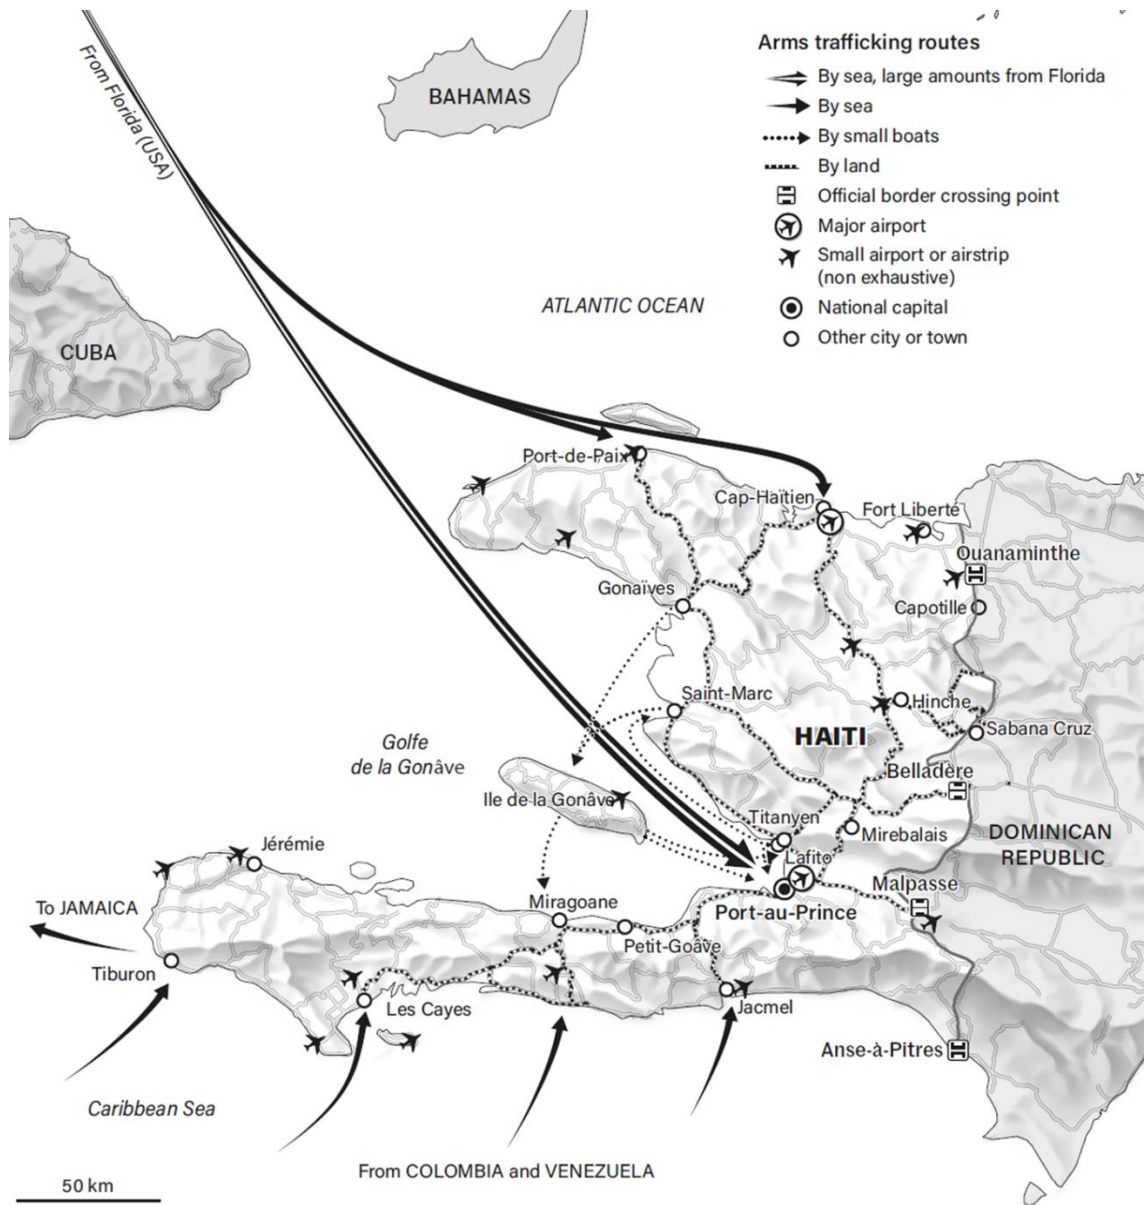 Arms trafficking routes
By sea, large amounts from Florida
By sea
By small boats
By land
Official border crossing point
Major airport
Small airport or airstrip
(non exhaustive)
National capital
Other city or town
From Florida (USA)
BAHAMAS
ATLANTIC OCEAN
CUBA
Port-de-Paix
Cap-Haïtien
Fort Liberté
Ouanaminthe
Gonaïves
Capotille
Saint-Marc
Hinche
HAITI
Sabana Cruz
Golfe
de la Gonâve
Belladère
Ile de la Gonâve
Titanyen
Mirebalais
DOMINICAN
REPUBLIC
Lafito
Jérémie
Malpasse
To JAMAICA
Miragoane
Port-au-Prince
Petit-Goâve
Tiburon
Les Cayes
Jacmel
Anse-à-Pitres
Caribbean Sea
From COLOMBIA and VENEZUELA
50 km